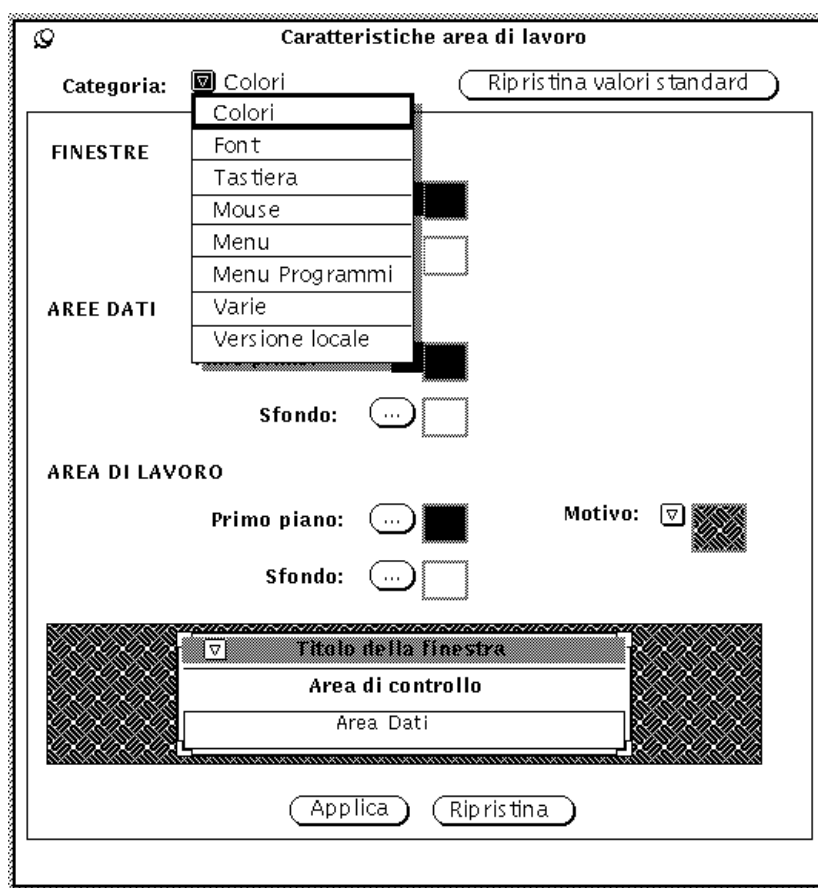 Caratteristiche area di lavoro
Categoria: Colori Ripristina valori standard
Colori
FINESTRE
Font
Tastiera
Mouse
Menu
Menu Programmi
AREE DATI
Varie
Versione locale
Sfondo: ...
AREA DI LAVORO
Primo piano: ... Motivo:
Sfondo: ...
Titolo della finestra
Area di controllo
Area Dati
Applica Ripristina